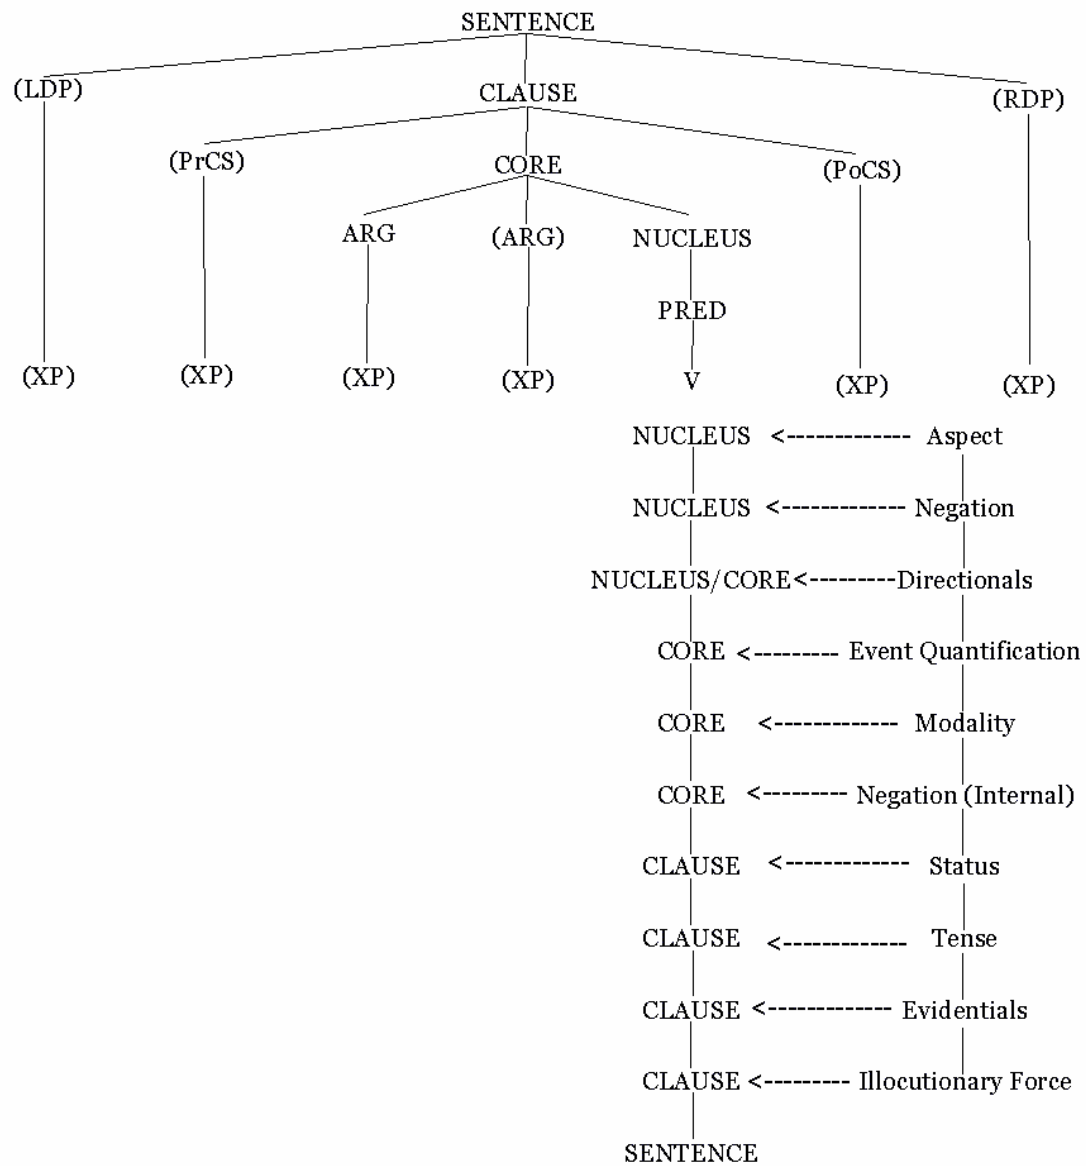 SENTENCE
(LDP) CLAUSE (RDP)
(PrCS) CORE (PoCS)
ARG (ARG) NUCLEUS
PRED
(XP) (XP) (XP) (XP) V (XP) (XP)
NUCLEUS <------------- Aspect
NUCLEUS <------------- Negation
NUCLEUS/CORE <--------- Directionals
CORE <--------- Event Quantification
CORE <------------- Modality
CORE <--------- Negation (Internal)
CLAUSE <------------- Status
CLAUSE <------------- Tense
CLAUSE <------------- Evidentials
CLAUSE <--------- Illocutionary Force
SENTENCE